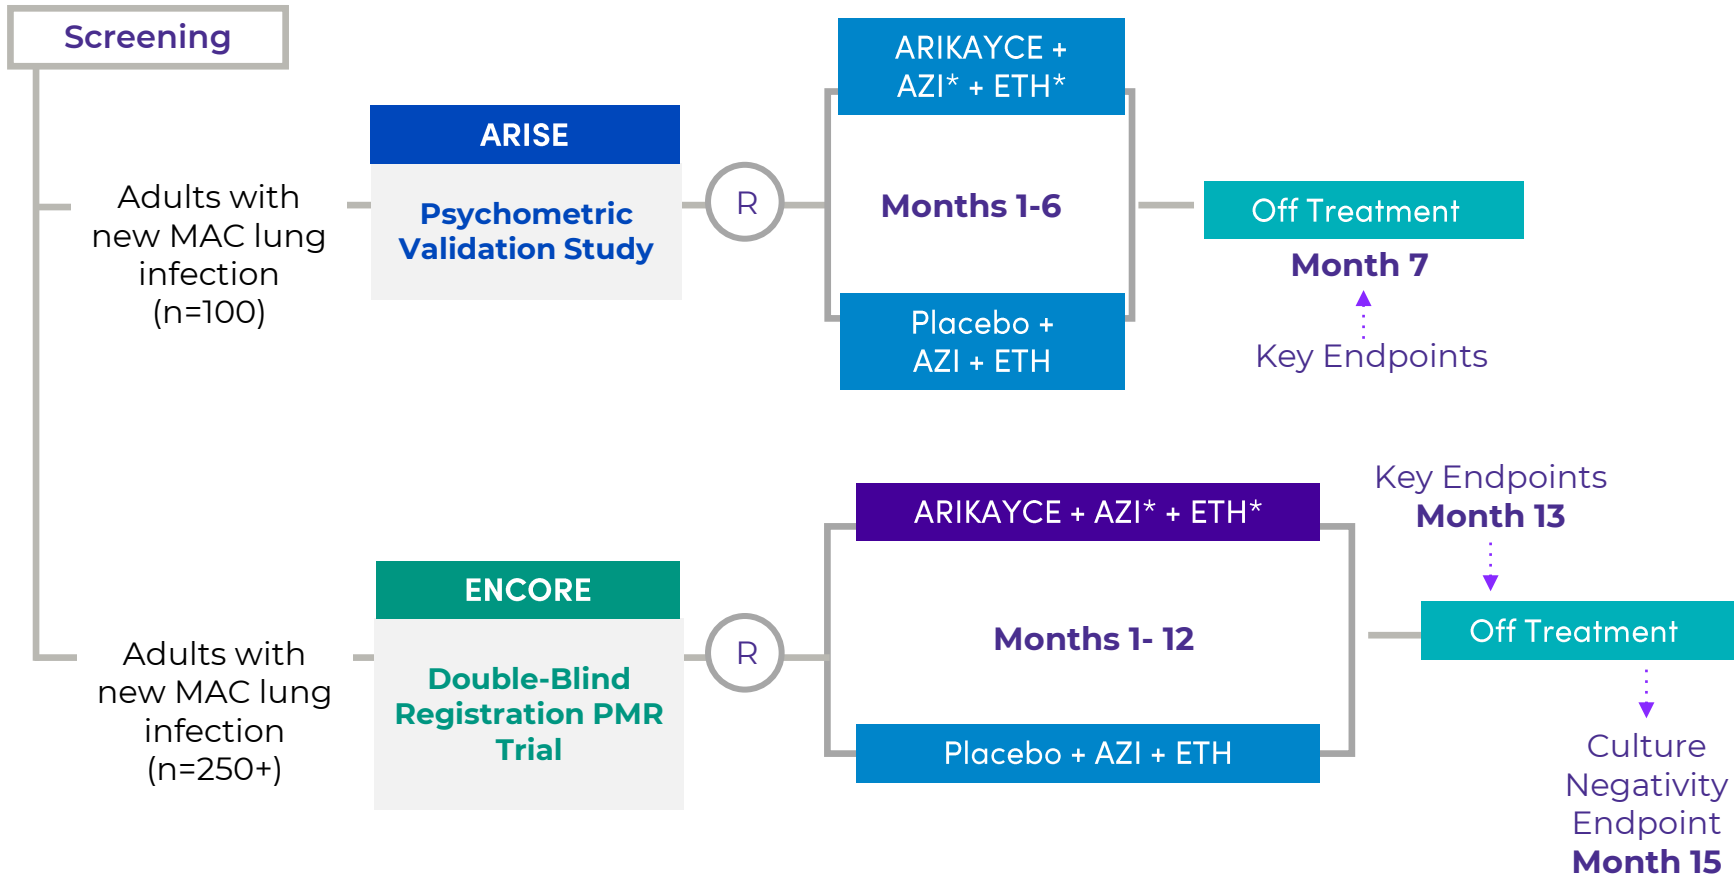 Screening
Adults with
new MAC lung
infection
(n=100)
ARISE
Psychometric
Validation Study
R
ARIKAYCE +
AZI* + ETH*
Months 1-6
Placebo +
AZI + ETH
Off Treatment
Month 7
Key Endpoints
Adults with
new MAC lung
infection
(n=250+)
ENCORE
Double-Blind
Registration PMR
Trial
R
ARIKAYCE + AZI* + ETH*
Months 1- 12
Placebo + AZI + ETH
Key Endpoints
Month 13
Off Treatment
Culture
Negativity
Endpoint
Month 15